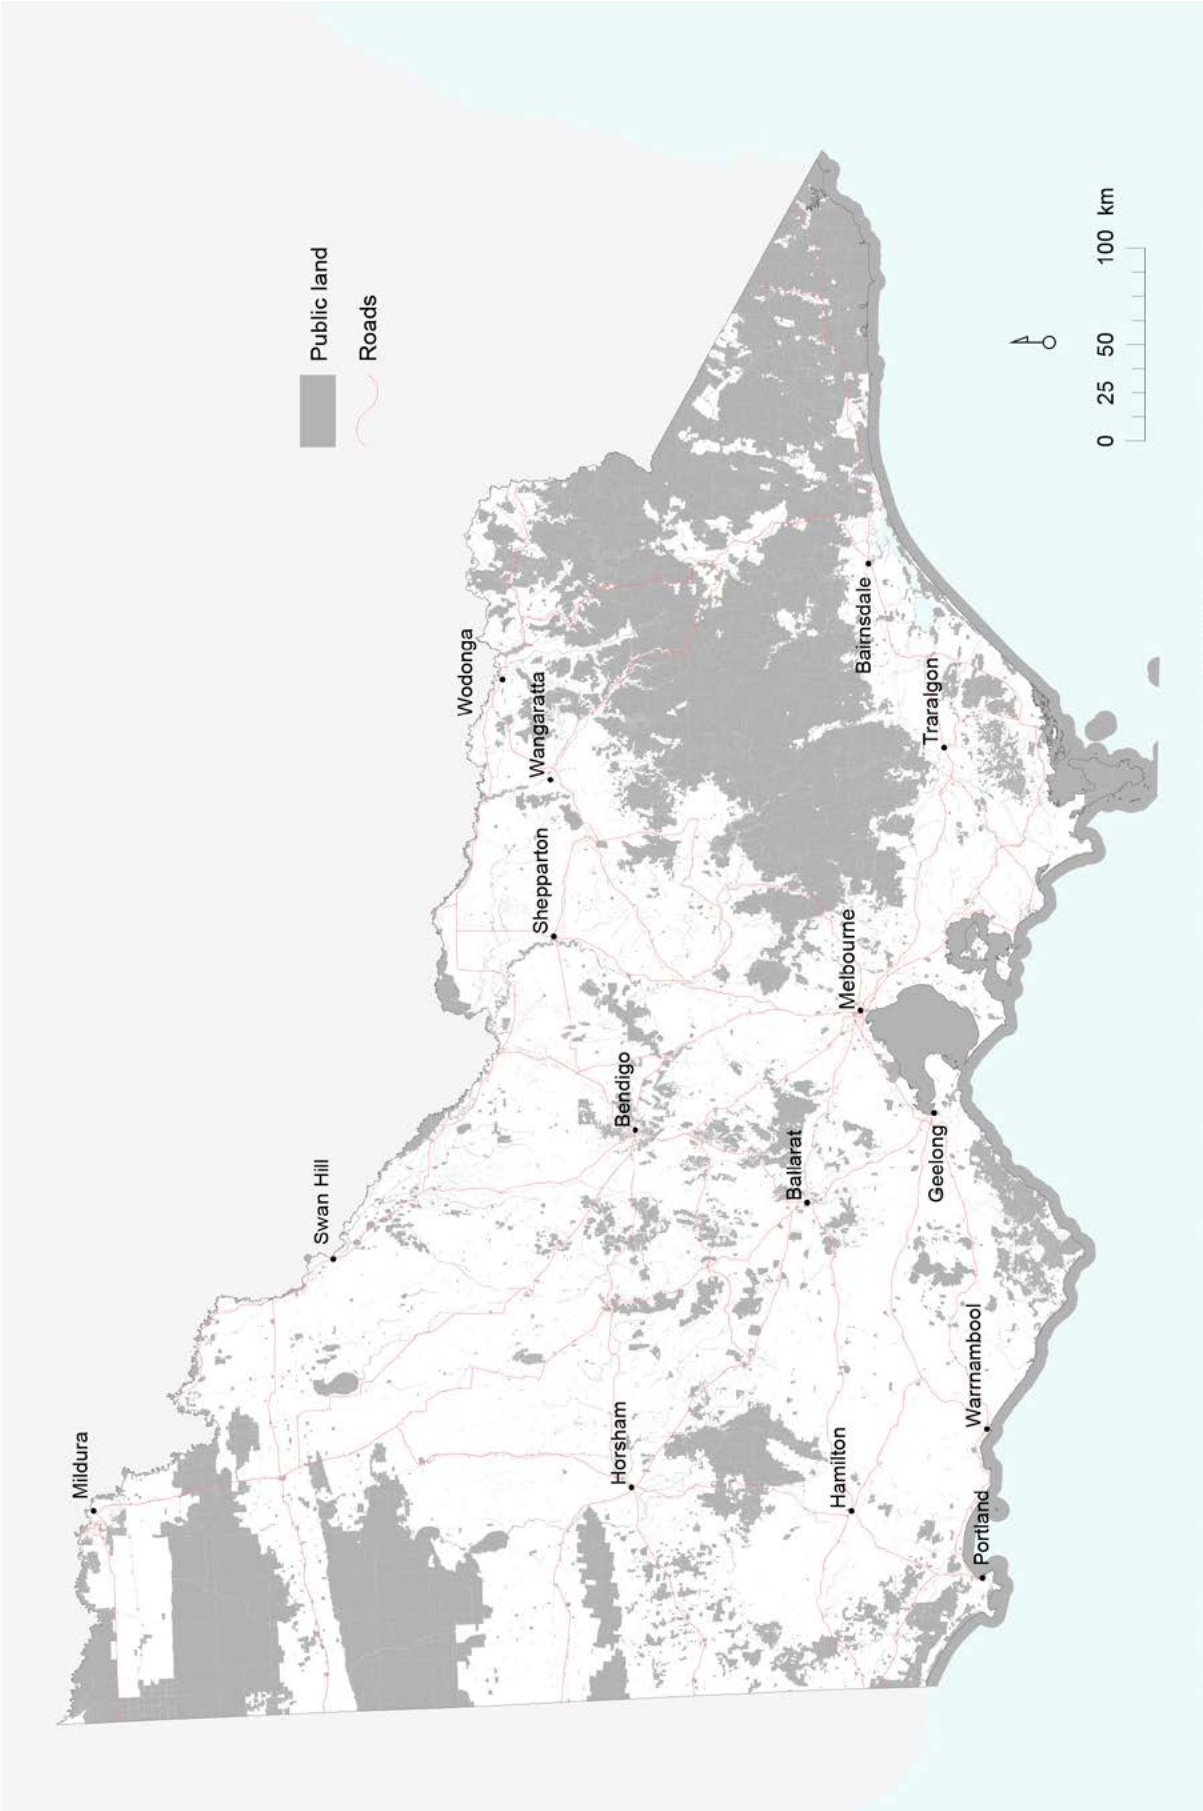 Public land
Roads
Mildura
Swan Hill
Wodonga
Wangaratta
Shepparton
Bendigo
Horsham
Ballarat
Melbourne
Bairnsdale
Traralgon
Hamilton
Geelong
Warrnambool
Portland
0 25 50 100 km